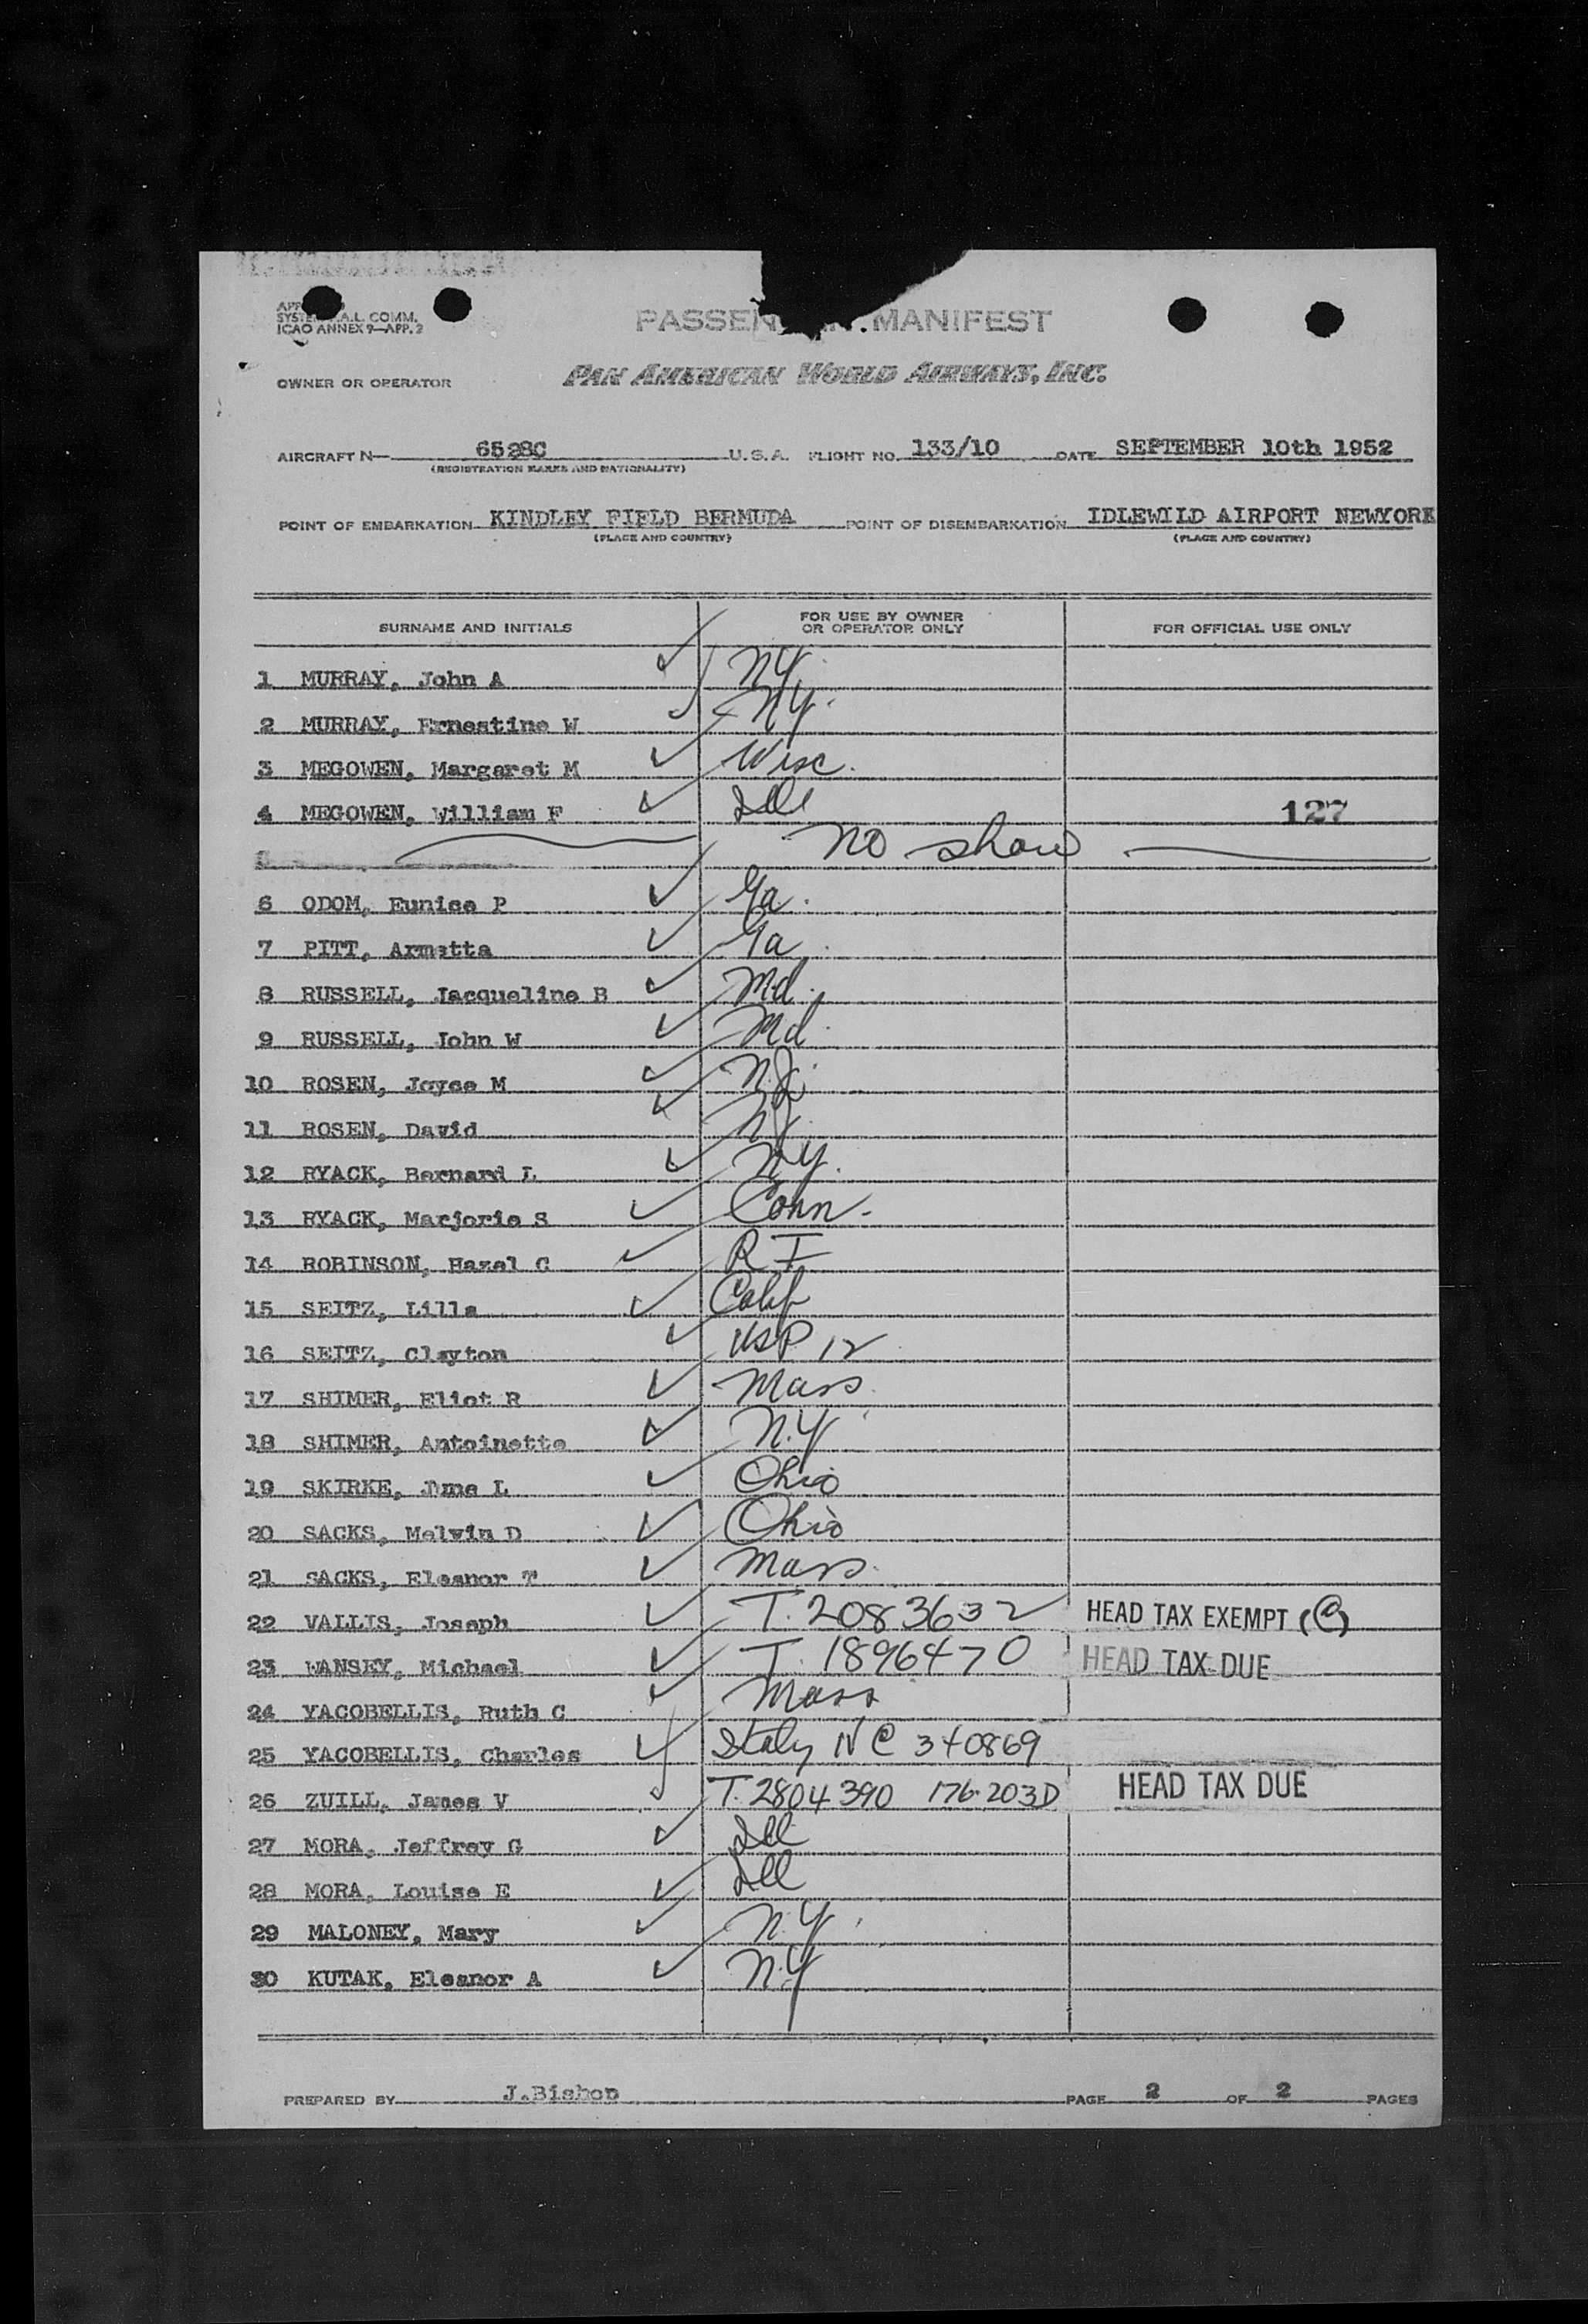 SYSTEM A.L. COMM.
ICAO ANNEX 9—APP. 2
PASSENGER MANIFEST
OWNER OR OPERATOR PAN AMERICAN WORLD AIRWAYS, INC.
AIRCRAFT N— 6528C U.S.A. FLIGHT NO. 133/10 DATE SEPTEMBER 10th 1952
(REGISTRATION MARKS AND NATIONALITY)
POINT OF EMBARKATION KINDLEY FIELD BERMUDA POINT OF DISEMBARKATION IDLEWILD AIRPORT NEWYORK
(PLACE AND COUNTRY) (PLACE AND COUNTRY)
SURNAME AND INITIALS FOR USE BY OWNER OR OPERATOR ONLY FOR OFFICIAL USE ONLY
1 MURRAY, John A N.Y.
2 MURRAY, Ernestine W N.Y.
3 MEGOWEN, Margaret M Wisc.
4 MEGOWEN, William F Ill 127
no show
6 ODOM, Eunice P Ga.
7 PITT, Armetta Ga
8 RUSSELL, Jacqueline B Md.
9 RUSSELL, John W Md.
10 ROSEN, Joyce M N.J.
11 ROSEN, David N.J.
12 RYACK, Bernard L N.Y.
13 RYACK, Marjorie S Conn.
14 ROBINSON, Hazel C R I
15 SEITZ, Lilla Calif
16 SEITZ, Clayton USP 12
17 SHIMER, Eliot R Mass.
18 SHIMER, Antoinette N.Y.
19 SKIRKE, June L Ohio
20 SACKS, Melvin D Ohio
21 SACKS, Eleanor T Mass.
22 VALLIS, Joseph T. 2083632 HEAD TAX EXEMPT
23 WANSEY, Michael T. 1896470 HEAD TAX DUE
24 YACOBELLIS, Ruth C Mass
25 YACOBELLIS, Charles Italy N C 340869
26 ZUILL, James V T. 2804390 176.203D HEAD TAX DUE
27 MORA, Jeffrey G Ill
28 MORA, Louise E Ill
29 MALONEY, Mary N.Y.
30 KUTAK, Eleanor A N.Y
PREPARED BY J.Bishop PAGE 2 OF 2 PAGES